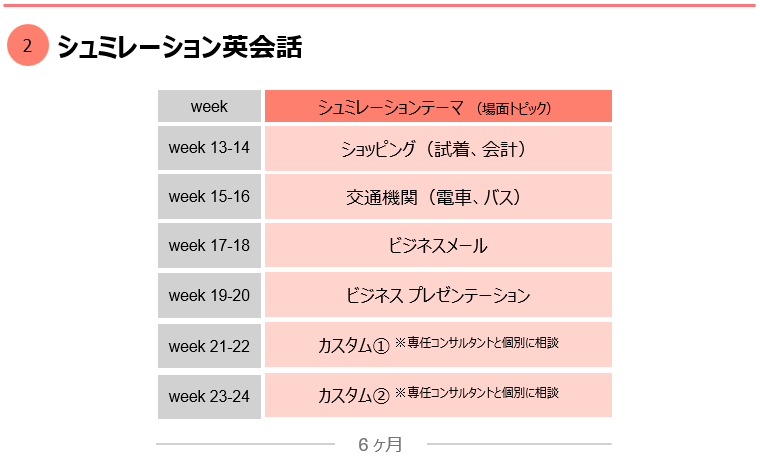 2 シュミレーション英会話
week シュミレーションテーマ （場面トピック）
week 13-14 ショッピング（試着、会計）
week 15-16 交通機関（電車、バス）
week 17-18 ビジネスメール
week 19-20 ビジネス プレゼンテーション
week 21-22 カスタム① ※専任コンサルタントと個別に相談
week 23-24 カスタム② ※専任コンサルタントと個別に相談
6 ヶ月